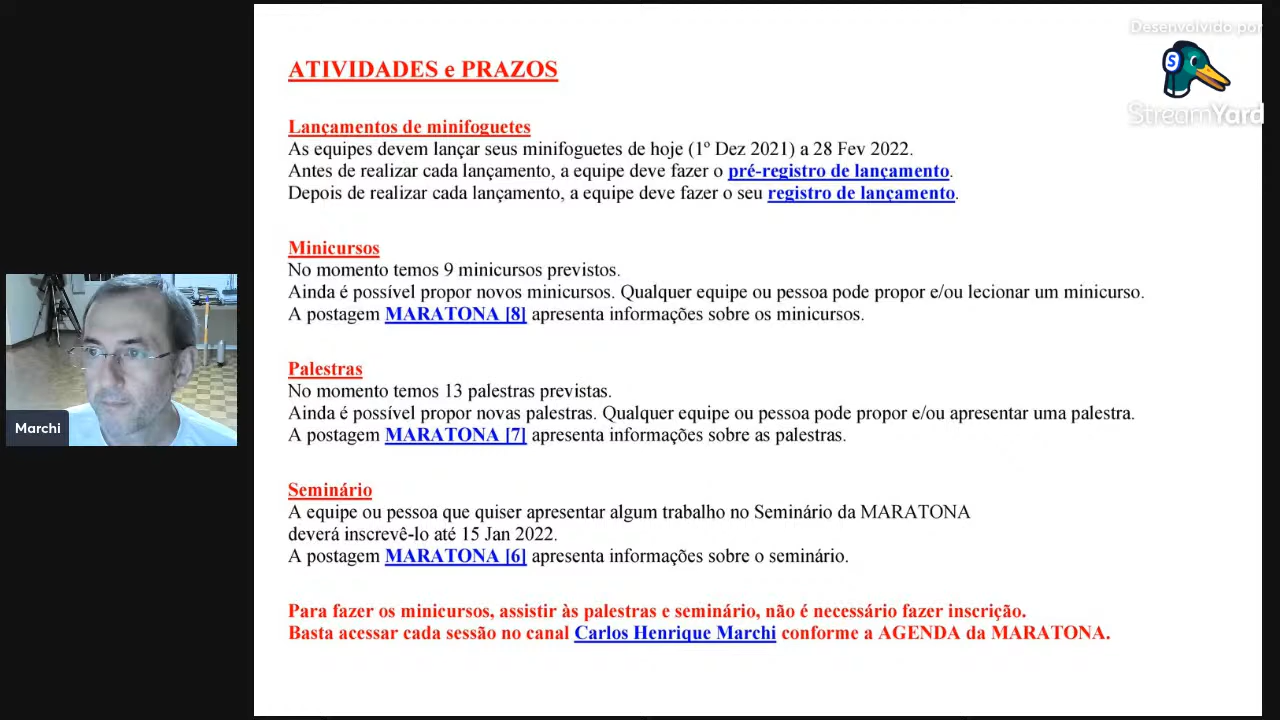 Desenvolvido por
StreamYard
ATIVIDADES e PRAZOS
Lançamentos de minifoguetes
As equipes devem lançar seus minifoguetes de hoje (1º Dez 2021) a 28 Fev 2022.
Antes de realizar cada lançamento, a equipe deve fazer o pré-registro de lançamento.
Depois de realizar cada lançamento, a equipe deve fazer o seu registro de lançamento.
Minicursos
No momento temos 9 minicursos previstos.
Ainda é possível propor novos minicursos. Qualquer equipe ou pessoa pode propor e/ou lecionar um minicurso.
A postagem MARATONA [8] apresenta informações sobre os minicursos.
Palestras
No momento temos 13 palestras previstas.
Ainda é possível propor novas palestras. Qualquer equipe ou pessoa pode propor e/ou apresentar uma palestra.
A postagem MARATONA [7] apresenta informações sobre as palestras.
Marchi
Seminário
A equipe ou pessoa que quiser apresentar algum trabalho no Seminário da MARATONA
deverá inscrevê-lo até 15 Jan 2022.
A postagem MARATONA [6] apresenta informações sobre o seminário.
Para fazer os minicursos, assistir às palestras e seminário, não é necessário fazer inscrição.
Basta acessar cada sessão no canal Carlos Henrique Marchi conforme a AGENDA da MARATONA.